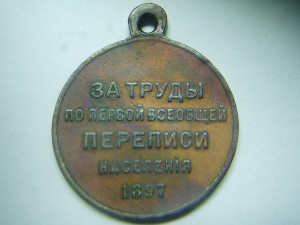 ЗА ТРУДЫ
ПО ПЕРВОЙ ВСЕОБЩЕЙ
ПЕРЕПИСИ
НАСЕЛЕНІЯ
1897